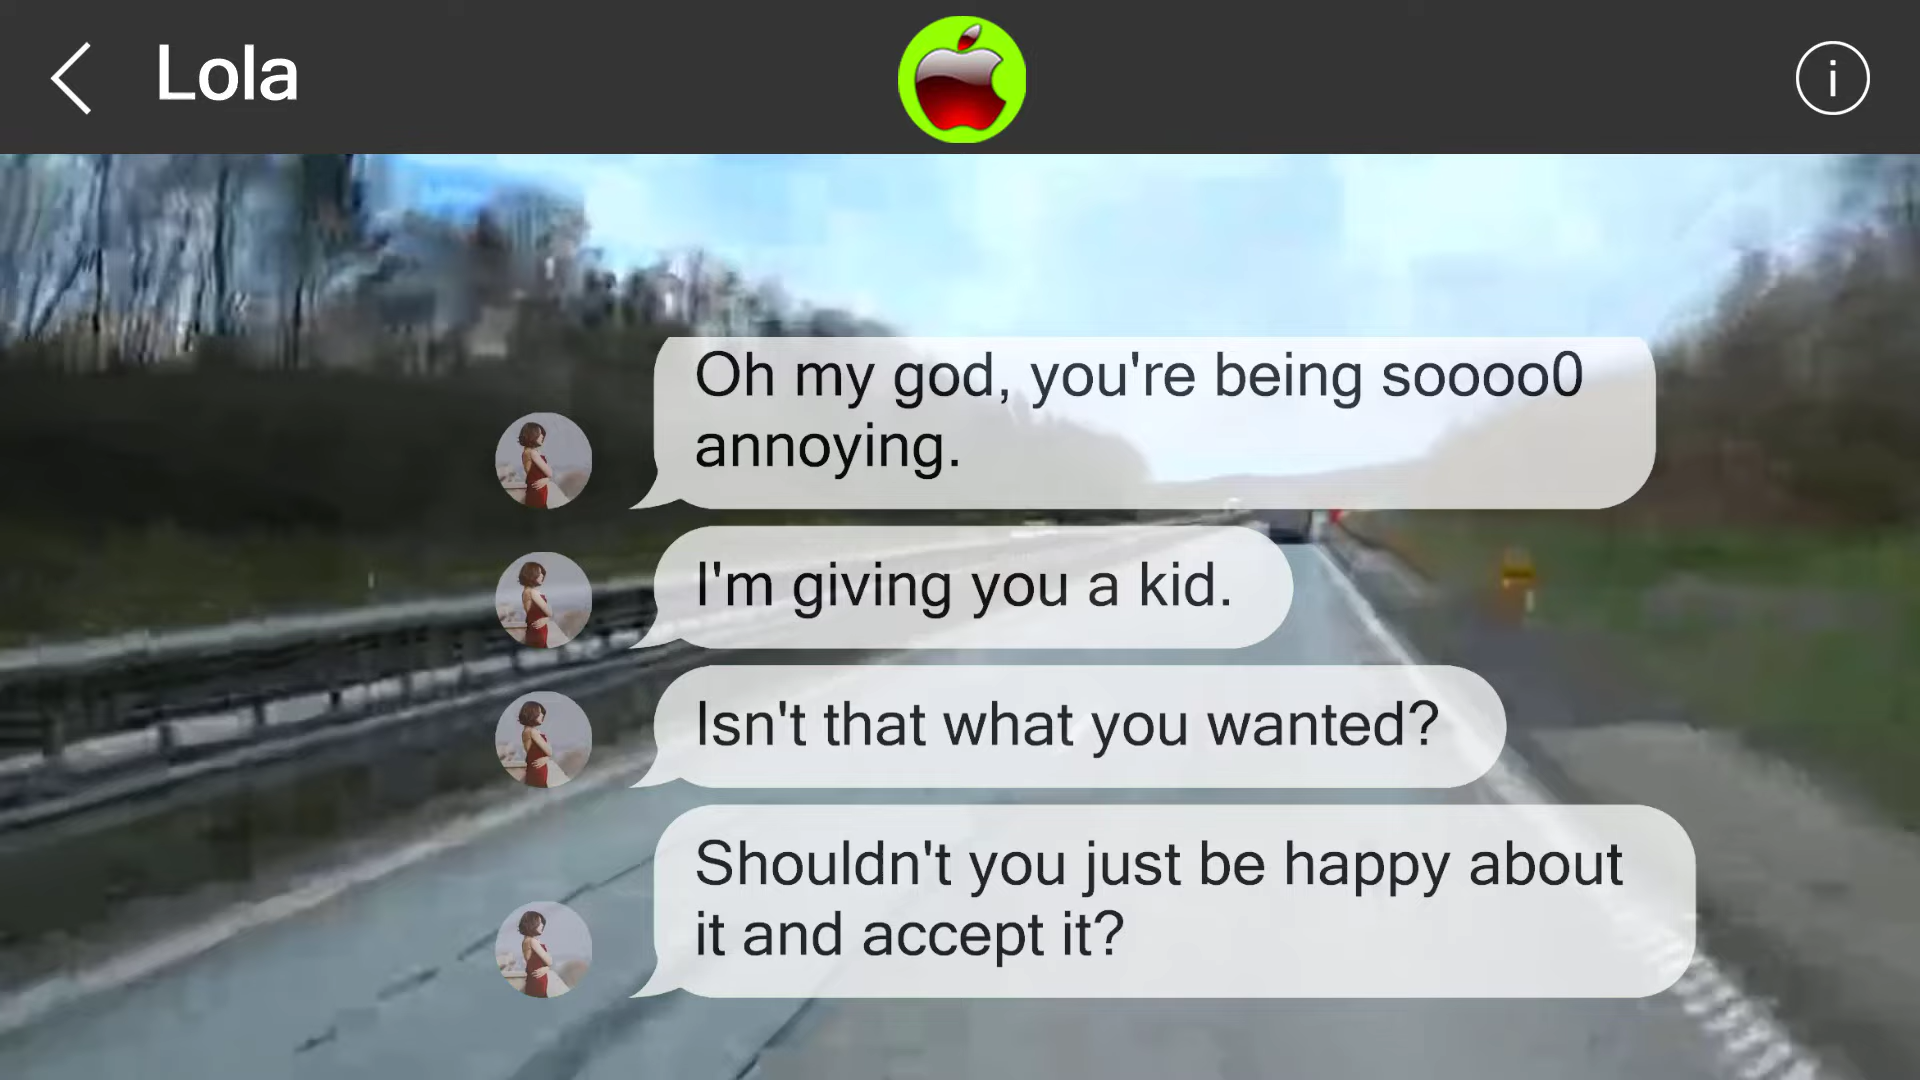 Lola
i
Oh my god, you're being soooo0
annoying.
I'm giving you a kid.
Isn't that what you wanted?
Shouldn't you just be happy about
it and accept it?